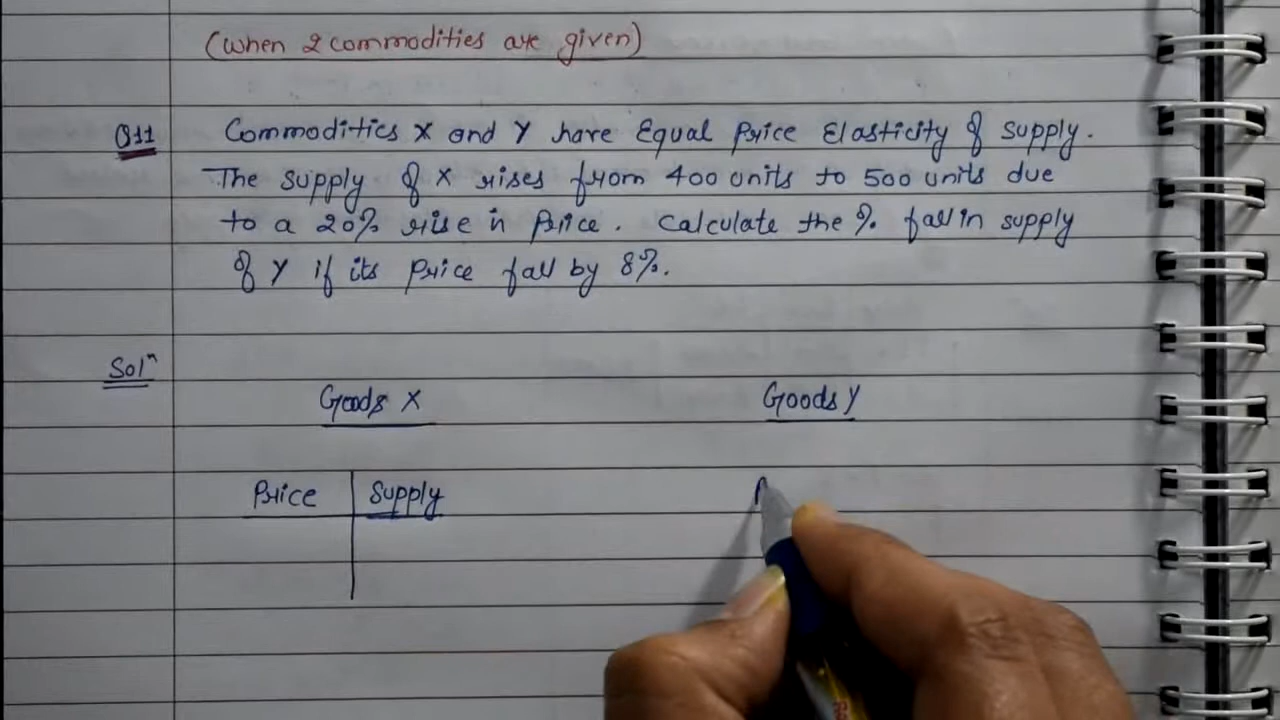 (when 2 commodities are given)
Q11 Commodities X and Y have Equal Price Elasticity of supply.
The supply of X rises from 400 units to 500 units due
to a 20% rise in Price. Calculate the % fall in supply
of Y if its Price fall by 8%.
Solⁿ
Goods X Goods Y
Price Supply P